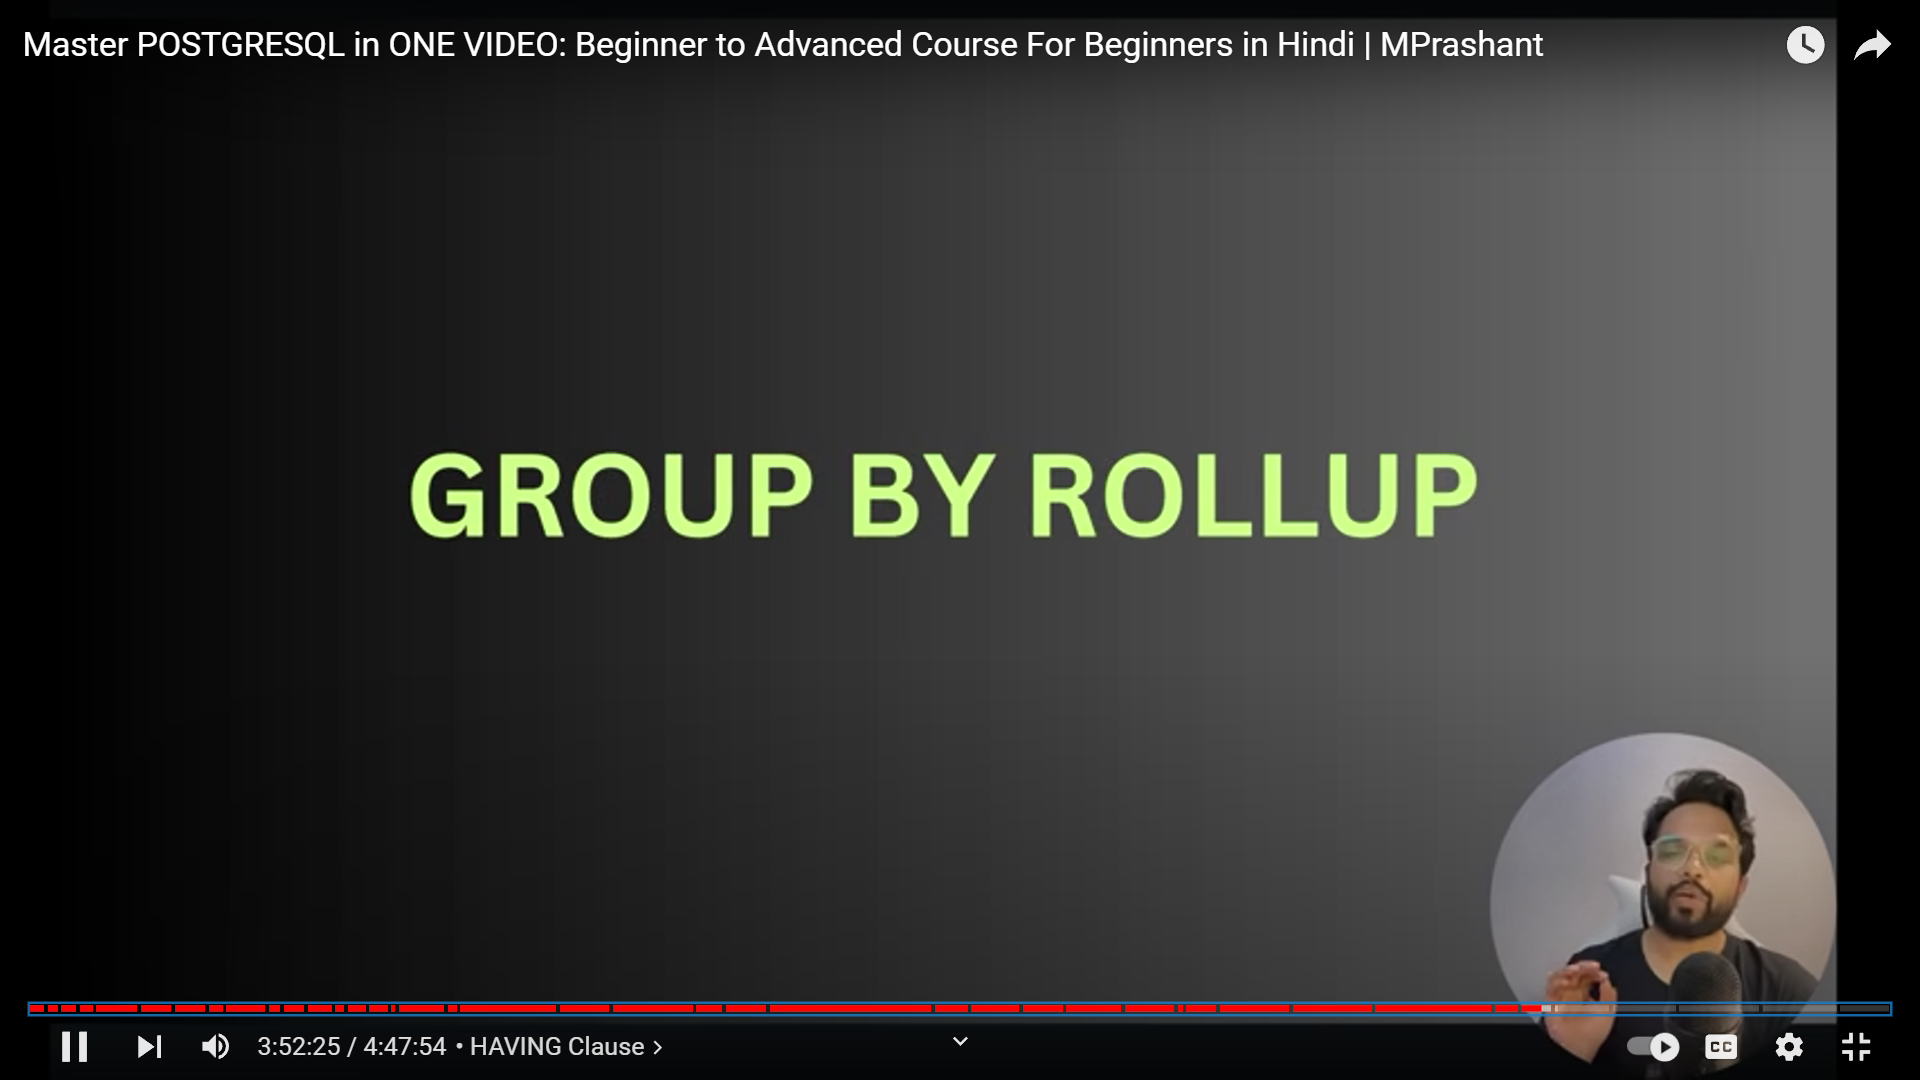 Master POSTGRESQL in ONE VIDEO: Beginner to Advanced Course For Beginners in Hindi | MPrashant
GROUP BY ROLLUP
3:52:25 / 4:47:54 • HAVING Clause
CC